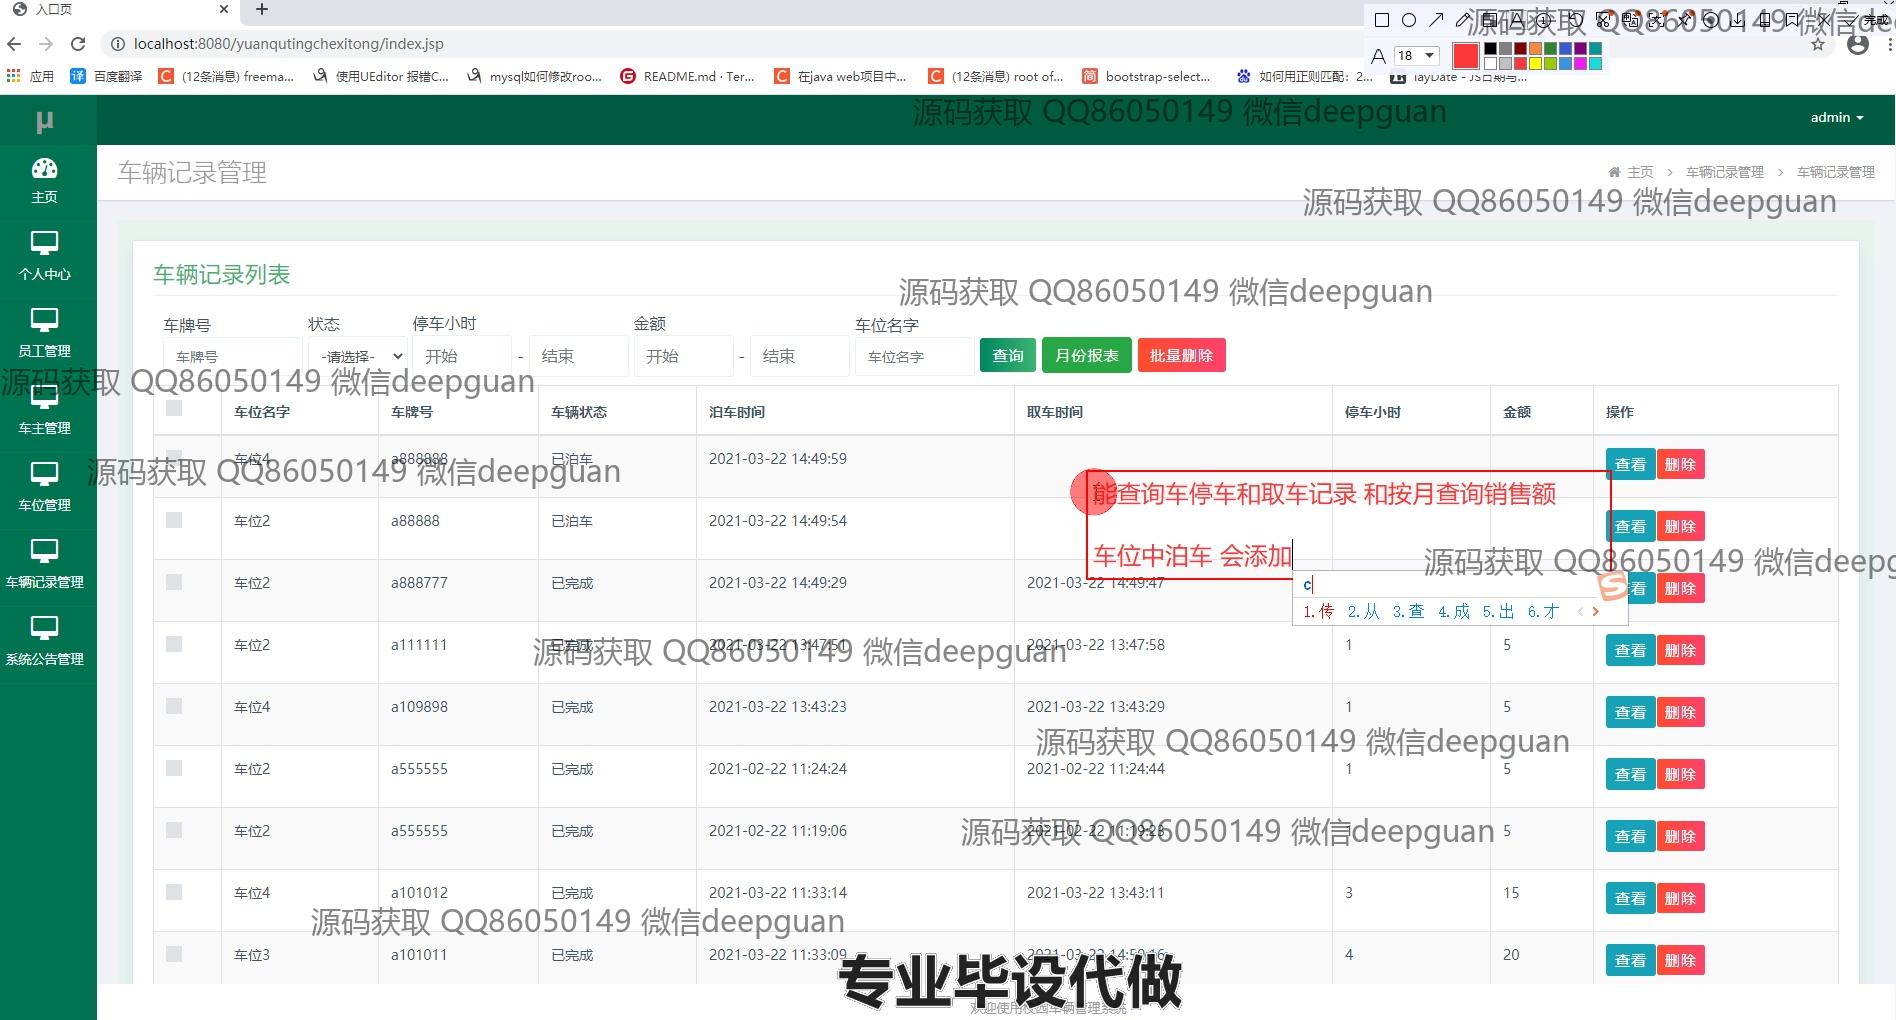 入口页
localhost:8080/yuanqutingchexitong/index.jsp
应用 百度翻译 (12条消息) freema... 使用UEditor 报错C... mysql如何修改roo... README.md · Ter... 在java web项目中... (12条消息) root of... bootstrap-select... 如何用正则匹配：2... layDate - JS日期与...
完成
18
源码获取 QQ86050149 微信deepguan
µ
admin
车辆记录管理
主页 > 车辆记录管理 > 车辆记录管理
源码获取 QQ86050149 微信deepguan
主页
个人中心
员工管理
车主管理
车位管理
车辆记录管理
系统公告管理
车辆记录列表
源码获取 QQ86050149 微信deepguan
车牌号 状态 停车小时 金额 车位名字
车牌号 -请选择- 开始 - 结束 开始 - 结束 车位名字 查询 月份报表 批量删除
源码获取 QQ86050149 微信deepguan
车位名字 车牌号 车辆状态 泊车时间 取车时间 停车小时 金额 操作
车位4 a888888 已泊车 2021-03-22 14:49:59 查看 删除
源码获取 QQ86050149 微信deepguan
能查询车停车和取车记录 和按月查询销售额
车位2 a88888 已泊车 2021-03-22 14:49:54 查看 删除
车位中泊车 会添加
源码获取 QQ86050149 微信deepg
c
1.传 2.从 3.查 4.成 5.出 6.才
车位2 a888777 已完成 2021-03-22 14:49:29 2021-03-22 14:49:47 看 删除
车位2 a111111 已完成 2021-03-22 13:47:51 2021-03-22 13:47:58 1 5 查看 删除
源码获取 QQ86050149 微信deepguan
车位4 a109898 已完成 2021-03-22 13:43:23 2021-03-22 13:43:29 1 5 查看 删除
源码获取 QQ86050149 微信deepguan
车位2 a555555 已完成 2021-02-22 11:24:24 2021-02-22 11:24:44 1 5 查看 删除
车位2 a555555 已完成 2021-02-22 11:19:06 2021-02-22 11:19:23 5 查看 删除
源码获取 QQ86050149 微信deepguan
车位4 a101012 已完成 2021-03-22 11:33:14 2021-03-22 13:43:11 3 15 查看 删除
源码获取 QQ86050149 微信deepguan
车位3 a101011 已完成 2021-03-22 11:33:09 4 20 查看 删除
专业毕设代做
欢迎使用校园车辆管理系统